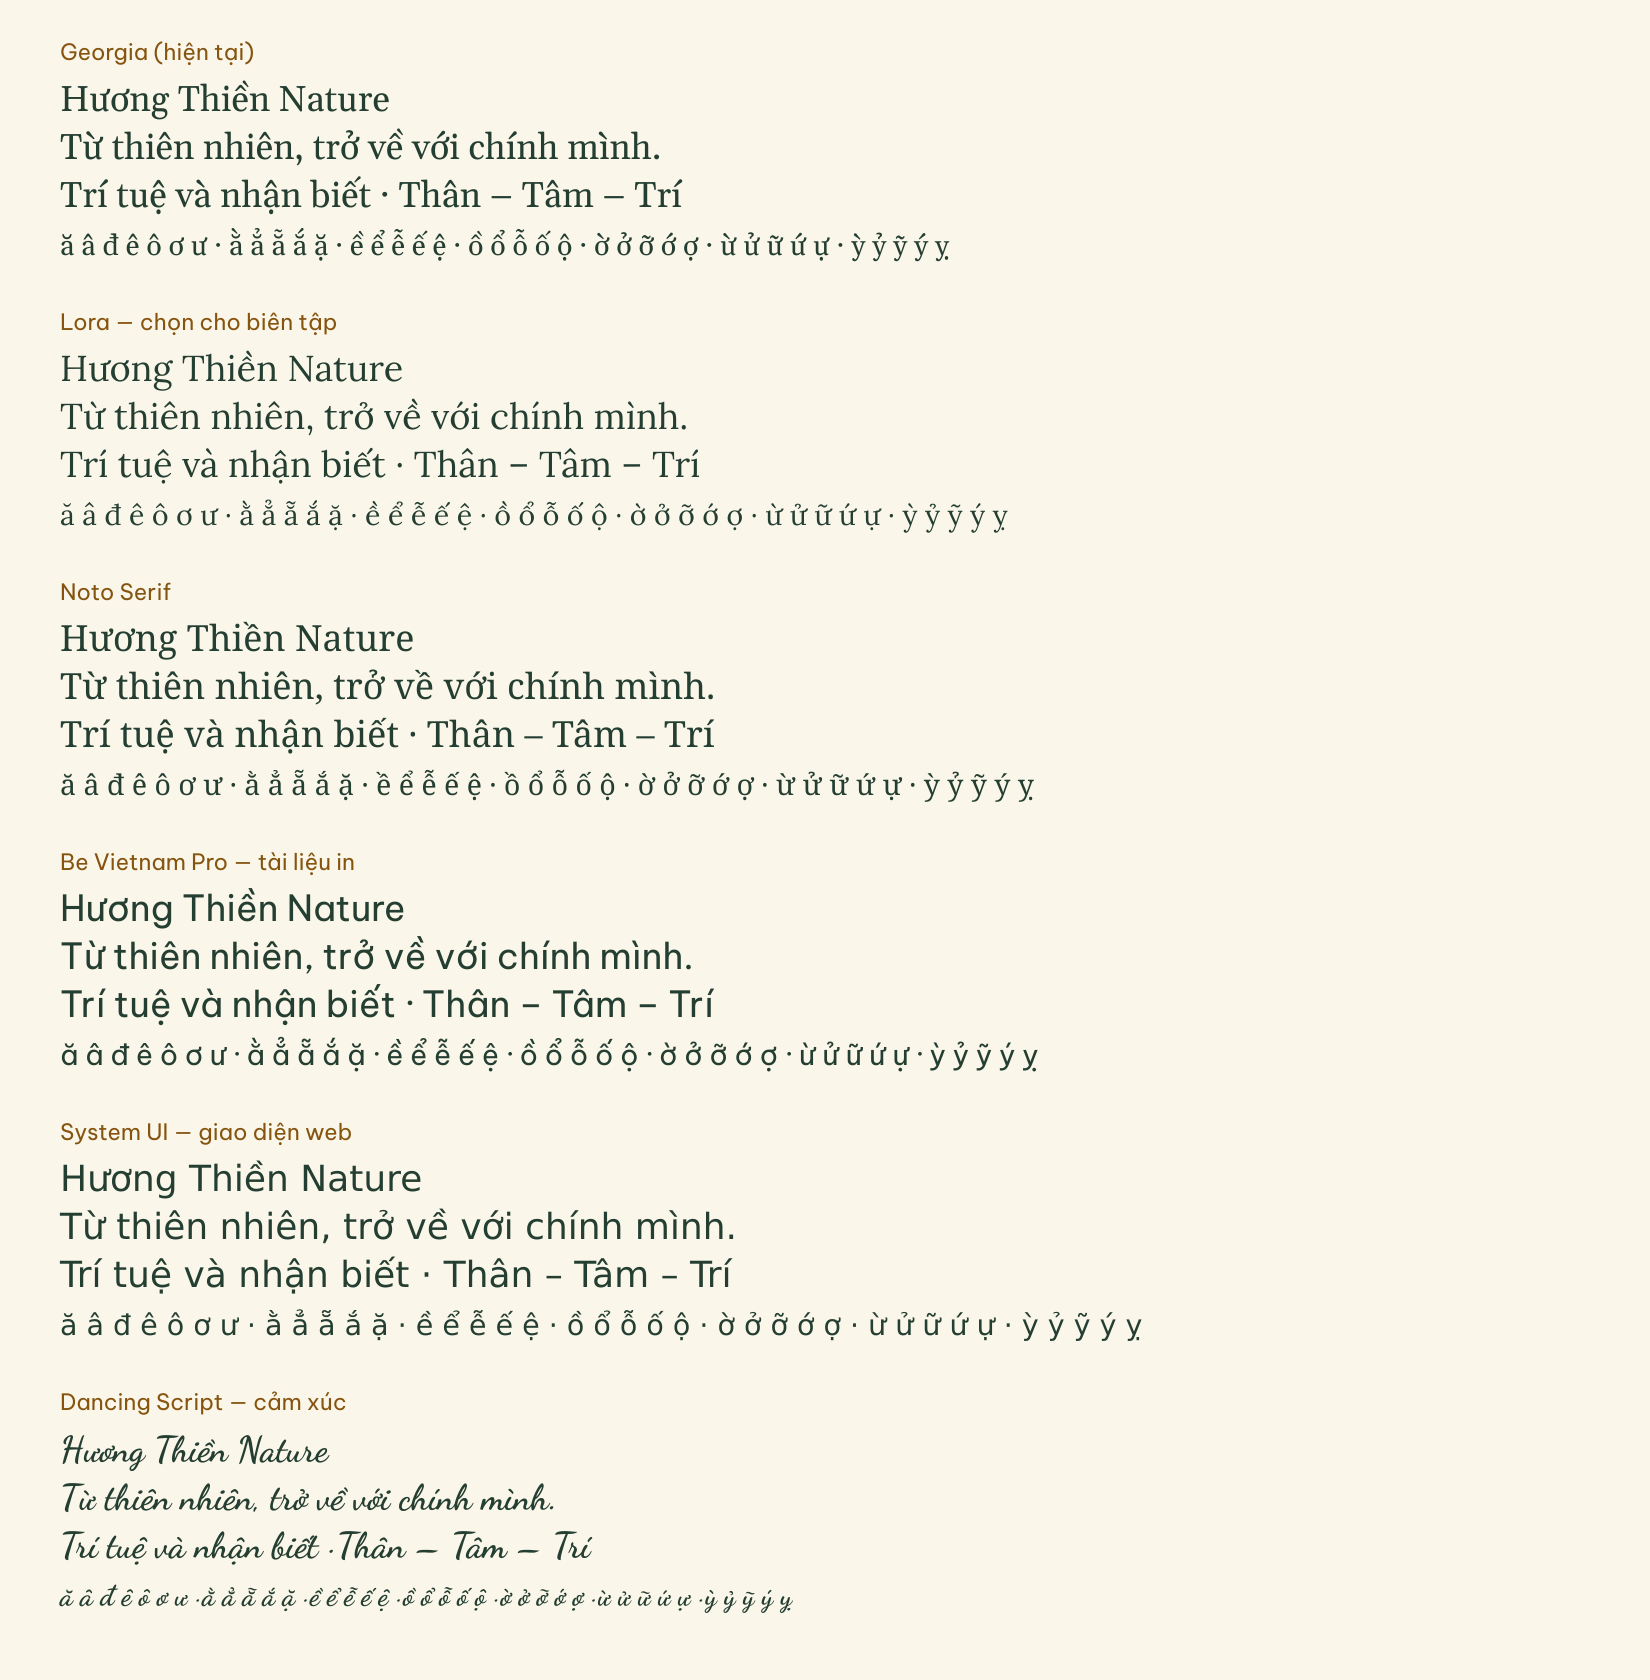 Georgia (hiện tại)
Hương Thiền Nature
Từ thiên nhiên, trở về với chính mình.
Trí tuệ và nhận biết · Thân – Tâm – Trí
ă â đ ê ô ơ ư · ằ ẳ ẵ ắ ặ · ề ể ễ ế ệ · ồ ổ ỗ ố ộ · ờ ở ỡ ớ ợ · ừ ử ữ ứ ự · ỳ ỷ ỹ ý ỵ
Lora — chọn cho biên tập
Hương Thiền Nature
Từ thiên nhiên, trở về với chính mình.
Trí tuệ và nhận biết · Thân – Tâm – Trí
ă â đ ê ô ơ ư · ằ ẳ ẵ ắ ặ · ề ể ễ ế ệ · ồ ổ ỗ ố ộ · ờ ở ỡ ớ ợ · ừ ử ữ ứ ự · ỳ ỷ ỹ ý ỵ
Noto Serif
Hương Thiền Nature
Từ thiên nhiên, trở về với chính mình.
Trí tuệ và nhận biết · Thân – Tâm – Trí
ă â đ ê ô ơ ư · ằ ẳ ẵ ắ ặ · ề ể ễ ế ệ · ồ ổ ỗ ố ộ · ờ ở ỡ ớ ợ · ừ ử ữ ứ ự · ỳ ỷ ỹ ý ỵ
Be Vietnam Pro — tài liệu in
Hương Thiền Nature
Từ thiên nhiên, trở về với chính mình.
Trí tuệ và nhận biết · Thân – Tâm – Trí
ă â đ ê ô ơ ư · ằ ẳ ẵ ắ ặ · ề ể ễ ế ệ · ồ ổ ỗ ố ộ · ờ ở ỡ ớ ợ · ừ ử ữ ứ ự · ỳ ỷ ỹ ý ỵ
System UI — giao diện web
Hương Thiền Nature
Từ thiên nhiên, trở về với chính mình.
Trí tuệ và nhận biết · Thân – Tâm – Trí
ă â đ ê ô ơ ư · ằ ẳ ẵ ắ ặ · ề ể ễ ế ệ · ồ ổ ỗ ố ộ · ờ ở ỡ ớ ợ · ừ ử ữ ứ ự · ỳ ỷ ỹ ý ỵ
Dancing Script — cảm xúc
Hương Thiền Nature
Từ thiên nhiên, trở về với chính mình.
Trí tuệ và nhận biết · Thân – Tâm – Trí
ă â đ ê ô ơ ư · ằ ẳ ẵ ắ ặ · ề ể ễ ế ệ · ồ ổ ỗ ố ộ · ờ ở ỡ ớ ợ · ừ ử ữ ứ ự · ỳ ỷ ỹ ý ỵ